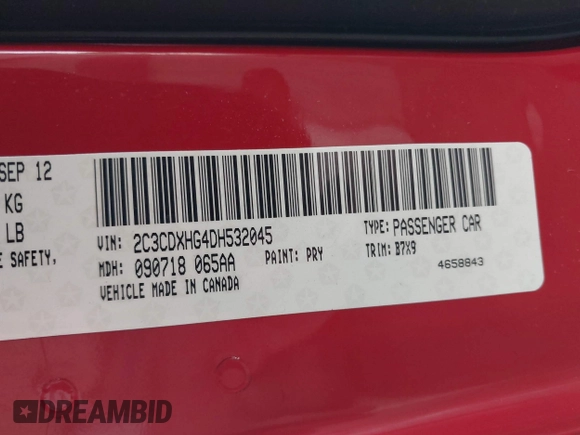 SEP 12
KG
LB
E SAFETY,
VIN: 2C3CDXHG4DH532045
TYPE: PASSENGER CAR
MDH: 090718 065AA
PAINT: PRY
TRIM: B7X9
VEHICLE MADE IN CANADA
4658843
DREAMBID